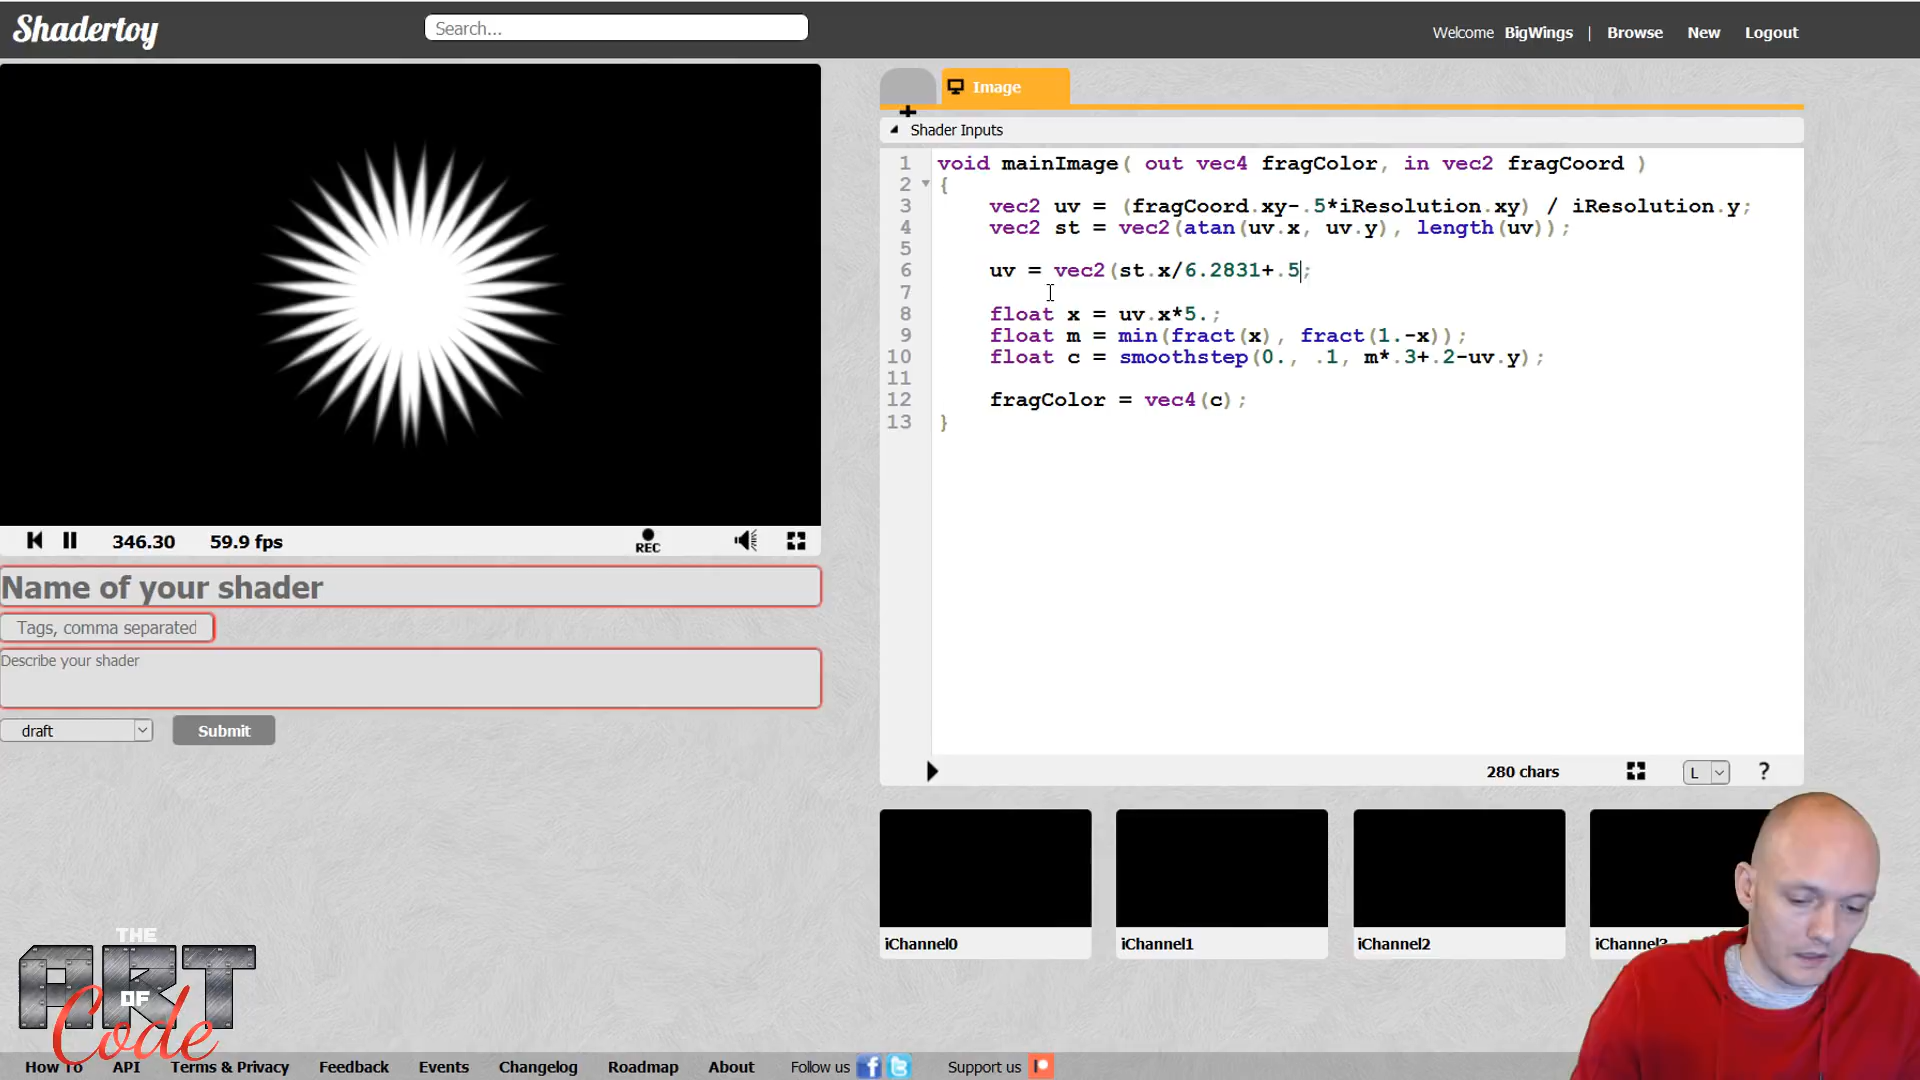 Shadertoy
Search...
Welcome BigWings | Browse New Logout
+
Image
Shader Inputs
1 void mainImage( out vec4 fragColor, in vec2 fragCoord )
2 {
3 vec2 uv = (fragCoord.xy-.5*iResolution.xy) / iResolution.y;
4 vec2 st = vec2(atan(uv.x, uv.y), length(uv));
5
6 uv = vec2(st.x/6.2831+.5;
7
8 float x = uv.x*5.;
9 float m = min(fract(x), fract(1.-x));
10 float c = smoothstep(0., .1, m*.3+.2-uv.y);
11
12 fragColor = vec4(c);
13 }
346.30 59.9 fps
REC
Name of your shader
Tags, comma separated
Describe your shader
draft
Submit
280 chars
L
?
iChannel0
iChannel1
iChannel2
iChannel3
THE
ART
OF
Code
How To API Terms & Privacy Feedback Events Changelog Roadmap About Follow us Support us